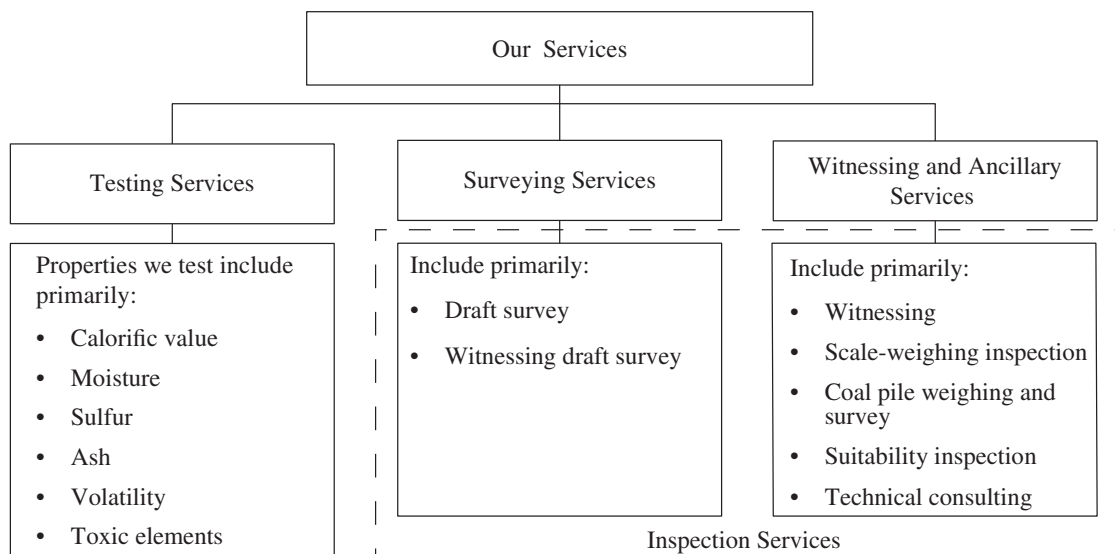 Our Services
Testing Services
Surveying Services
Witnessing and Ancillary
Services
Properties we test include
primarily:
• Calorific value
• Moisture
• Sulfur
• Ash
• Volatility
• Toxic elements
Include primarily:
• Draft survey
• Witnessing draft survey
Include primarily:
• Witnessing
• Scale-weighing inspection
• Coal pile weighing and
survey
• Suitability inspection
• Technical consulting
Inspection Services